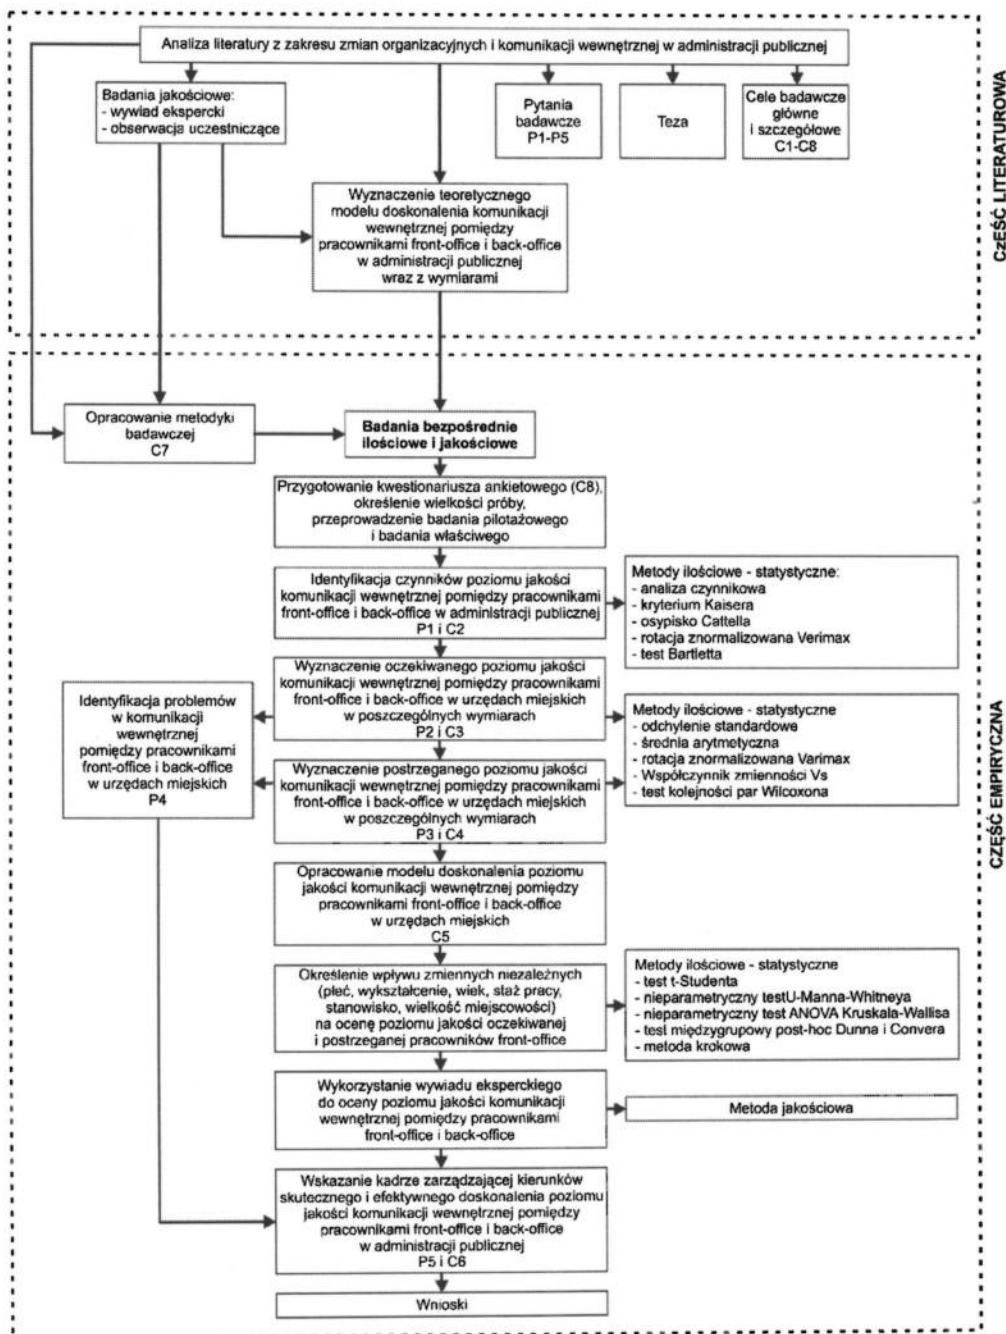 Analiza literatury z zakresu zmian organizacyjnych i komunikacji wewnętrznej w administracji publicznej
Badania jakościowe:
- wywiad ekspercki
- obserwacja uczestniczące
Pytania
badawcze
P1-P5
Teza
Cele badawcze
główne
i szczegółowe
C1-C8
Wyznaczenie teoretycznego
modelu doskonalenia komunikacji
wewnętrznej pomiędzy
pracownikami front-office i back-office
w administracji publicznej
wraz z wymiarami
CzEŚĆ LITERATUROWA
Opracowanie metodyki
badawczej
C7
Badania bezpośrednie
ilościowe i jakościowe
Przygotowanie kwestionariusza ankietowego (C8),
określenie wielkości próby,
przeprowadzenie badania pilotażowego
i badania właściwego
Identyfikacja czynników poziomu jakości
komunikacji wewnętrznej pomiędzy pracownikami
front-office i back-office w administracji publicznej
P1 i C2
Metody ilościowe - statystyczne:
- analiza czynnikowa
- kryterium Kaisera
- osypisko Cattella
- rotacja znormalizowana Verimax
- test Bartletta
Wyznaczenie oczekiwanego poziomu jakości
komunikacji wewnętrznej pomiędzy pracownikami
front-office i back-office w urzędach miejskich
w poszczególnych wymiarach
P2 i C3
Identyfikacja problemów
w komunikacji
wewnętrznej
pomiędzy pracownikami
front-office i back-office
w urzędach miejskich
P4
Metody ilościowe - statystyczne
- odchylenie standardowe
- średnia arytmetyczna
- rotacja znormalizowana Varimax
- Współczynnik zmienności Vs
- test kolejności par Wilcoxona
Wyznaczenie postrzeganego poziomu jakości
komunikacji wewnętrznej pomiędzy pracownikami
front-office i back-office w urzędach miejskich
w poszczególnych wymiarach
P3 i C4
Opracowanie modelu doskonalenia poziomu
jakości komunikacji wewnętrznej pomiędzy
pracownikami front-office i back-office
w urzędach miejskich
C5
Określenie wpływu zmiennych niezależnych
(płeć, wykształcenie, wiek, staż pracy,
stanowisko, wielkość miejscowości)
na ocenę poziomu jakości oczekiwanej
i postrzeganej pracowników front-office
Metody ilościowe - statystyczne
- test t-Studenta
- nieparametryczny testU-Manna-Whitneya
- nieparametryczny test ANOVA Kruskala-Wallisa
- test międzygrupowy post-hoc Dunna i Convera
- metoda krokowa
Wykorzystanie wywiadu eksperckiego
do oceny poziomu jakości komunikacji
wewnętrznej pomiędzy pracownikami
front-office i back-office
Metoda jakościowa
Wskazanie kadrze zarządzającej kierunków
skutecznego i efektywnego doskonalenia poziomu
jakości komunikacji wewnętrznej pomiędzy
pracownikami front-office i back-office
w administracji publicznej
P5 i C6
Wnioski
CZĘŚĆ EMPIRYCZNA